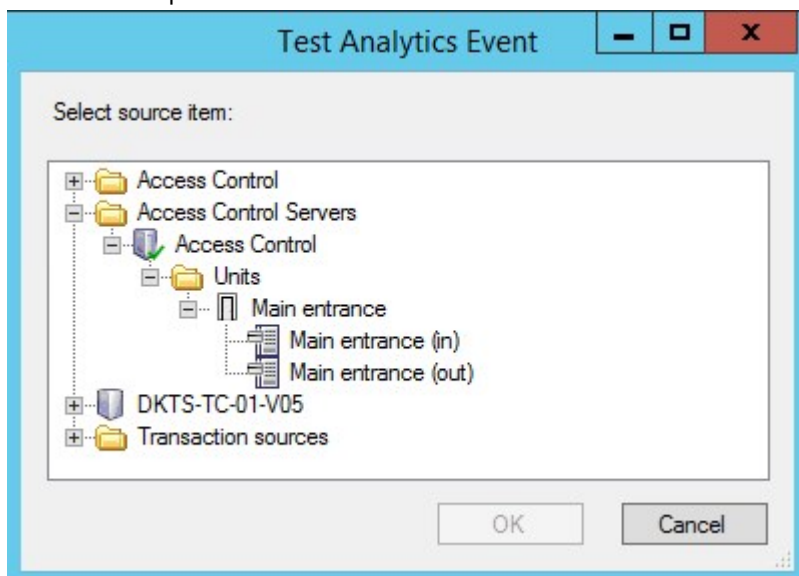 Test Analytics Event
Select source item:
Access Control
Access Control Servers
Access Control
Units
Main entrance
Main entrance (in)
Main entrance (out)
DKTS-TC-01-V05
Transaction sources
OK Cancel